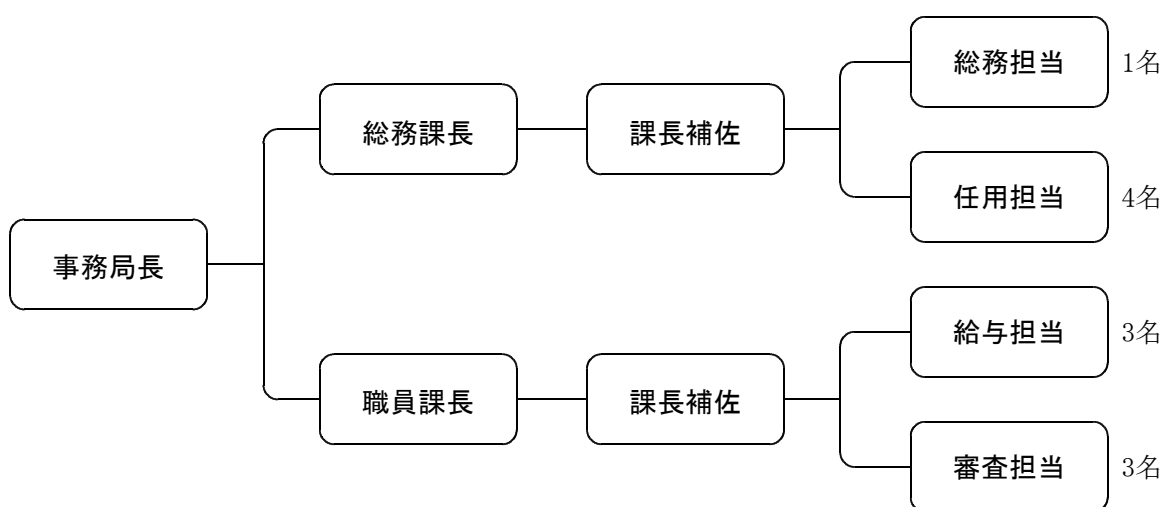 総務担当 1名
総務課長 課長補佐
任用担当 4名
事務局長
給与担当 3名
職員課長 課長補佐
審査担当 3名